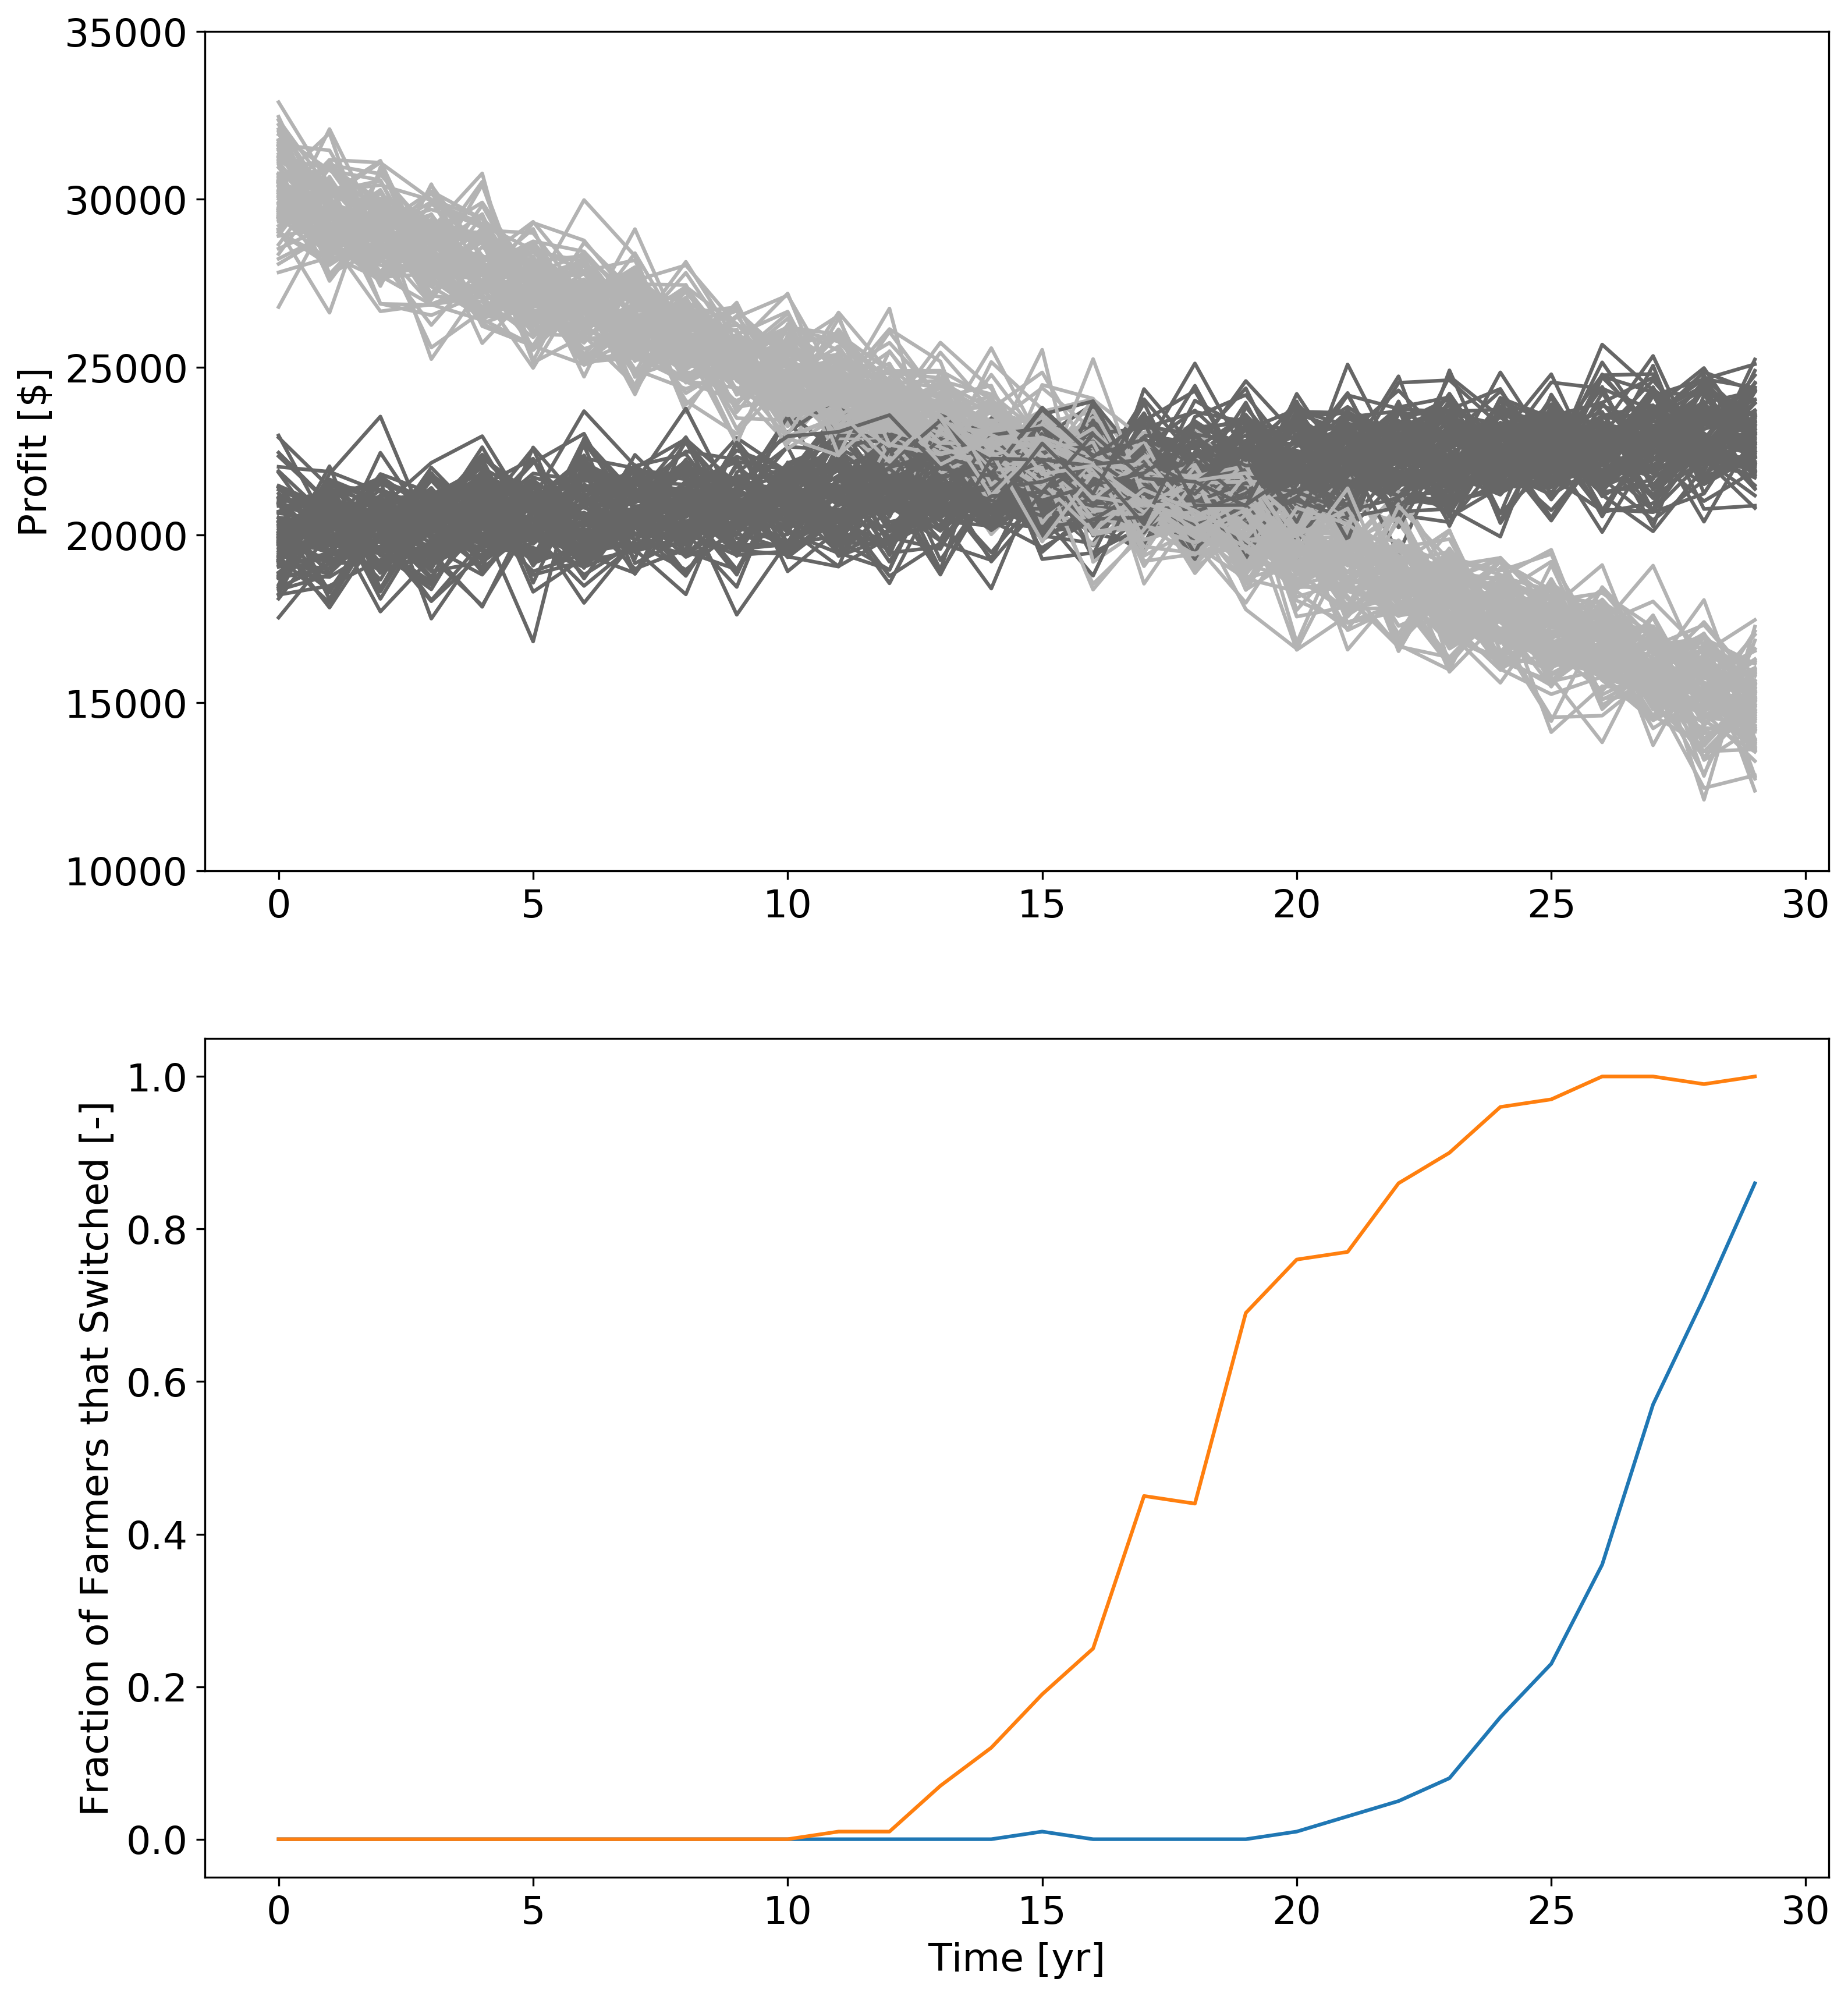 35000
30000
25000
20000
15000
10000
Profit [$]
0 5 10 15 20 25 30
1.0
0.8
0.6
0.4
0.2
0.0
Fraction of Farmers that Switched [-]
0 5 10 15 20 25 30
Time [yr]